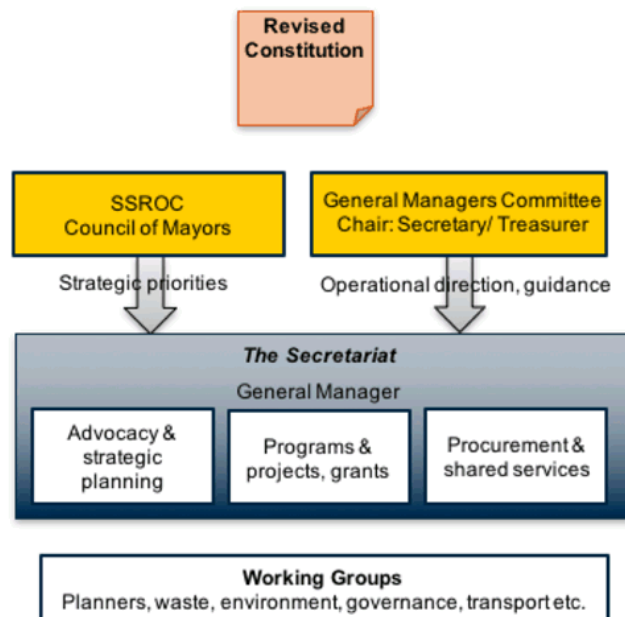 Revised
Constitution
SSROC
Council of Mayors
General Managers Committee
Chair: Secretary/ Treasurer
Strategic priorities
Operational direction, guidance
The Secretariat
General Manager
Advocacy &
strategic
planning
Programs &
projects, grants
Procurement &
shared services
Working Groups
Planners, waste, environment, governance, transport etc.